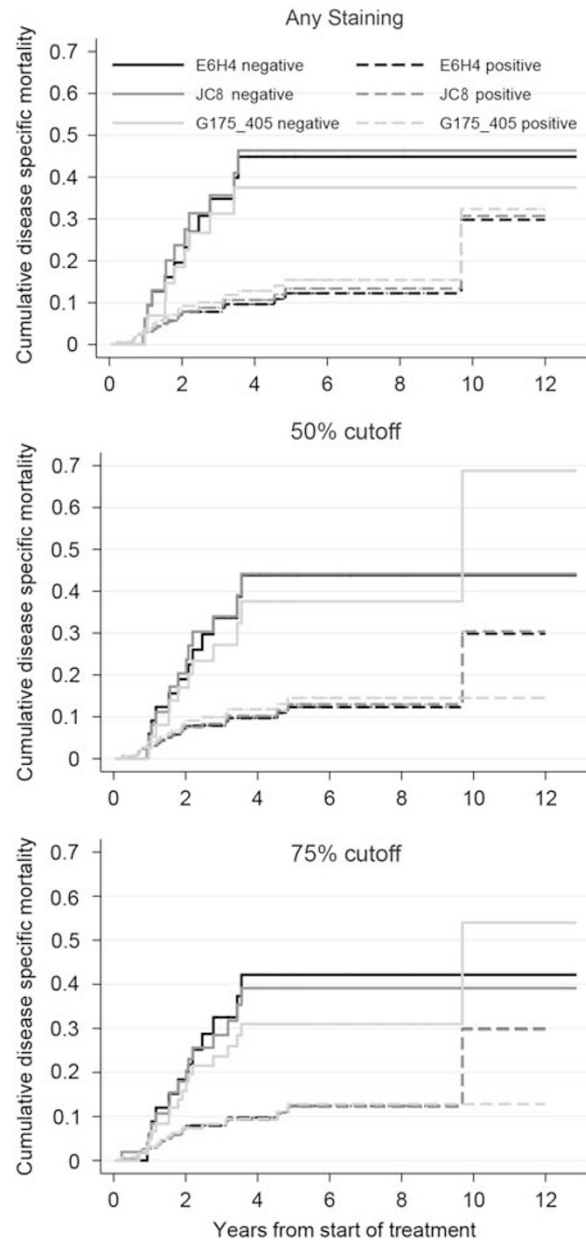 Any Staining
Cumulative disease specific mortality
0.7
0.6
0.5
0.4
0.3
0.2
0.1
0
E6H4 negative
E6H4 positive
JC8 negative
JC8 positive
G175_405 negative
G175_405 positive
0 2 4 6 8 10 12
50% cutoff
Cumulative disease specific mortality
0.7
0.6
0.5
0.4
0.3
0.2
0.1
0
0 2 4 6 8 10 12
75% cutoff
Cumulative disease specific mortality
0.7
0.6
0.5
0.4
0.3
0.2
0.1
0
0 2 4 6 8 10 12
Years from start of treatment